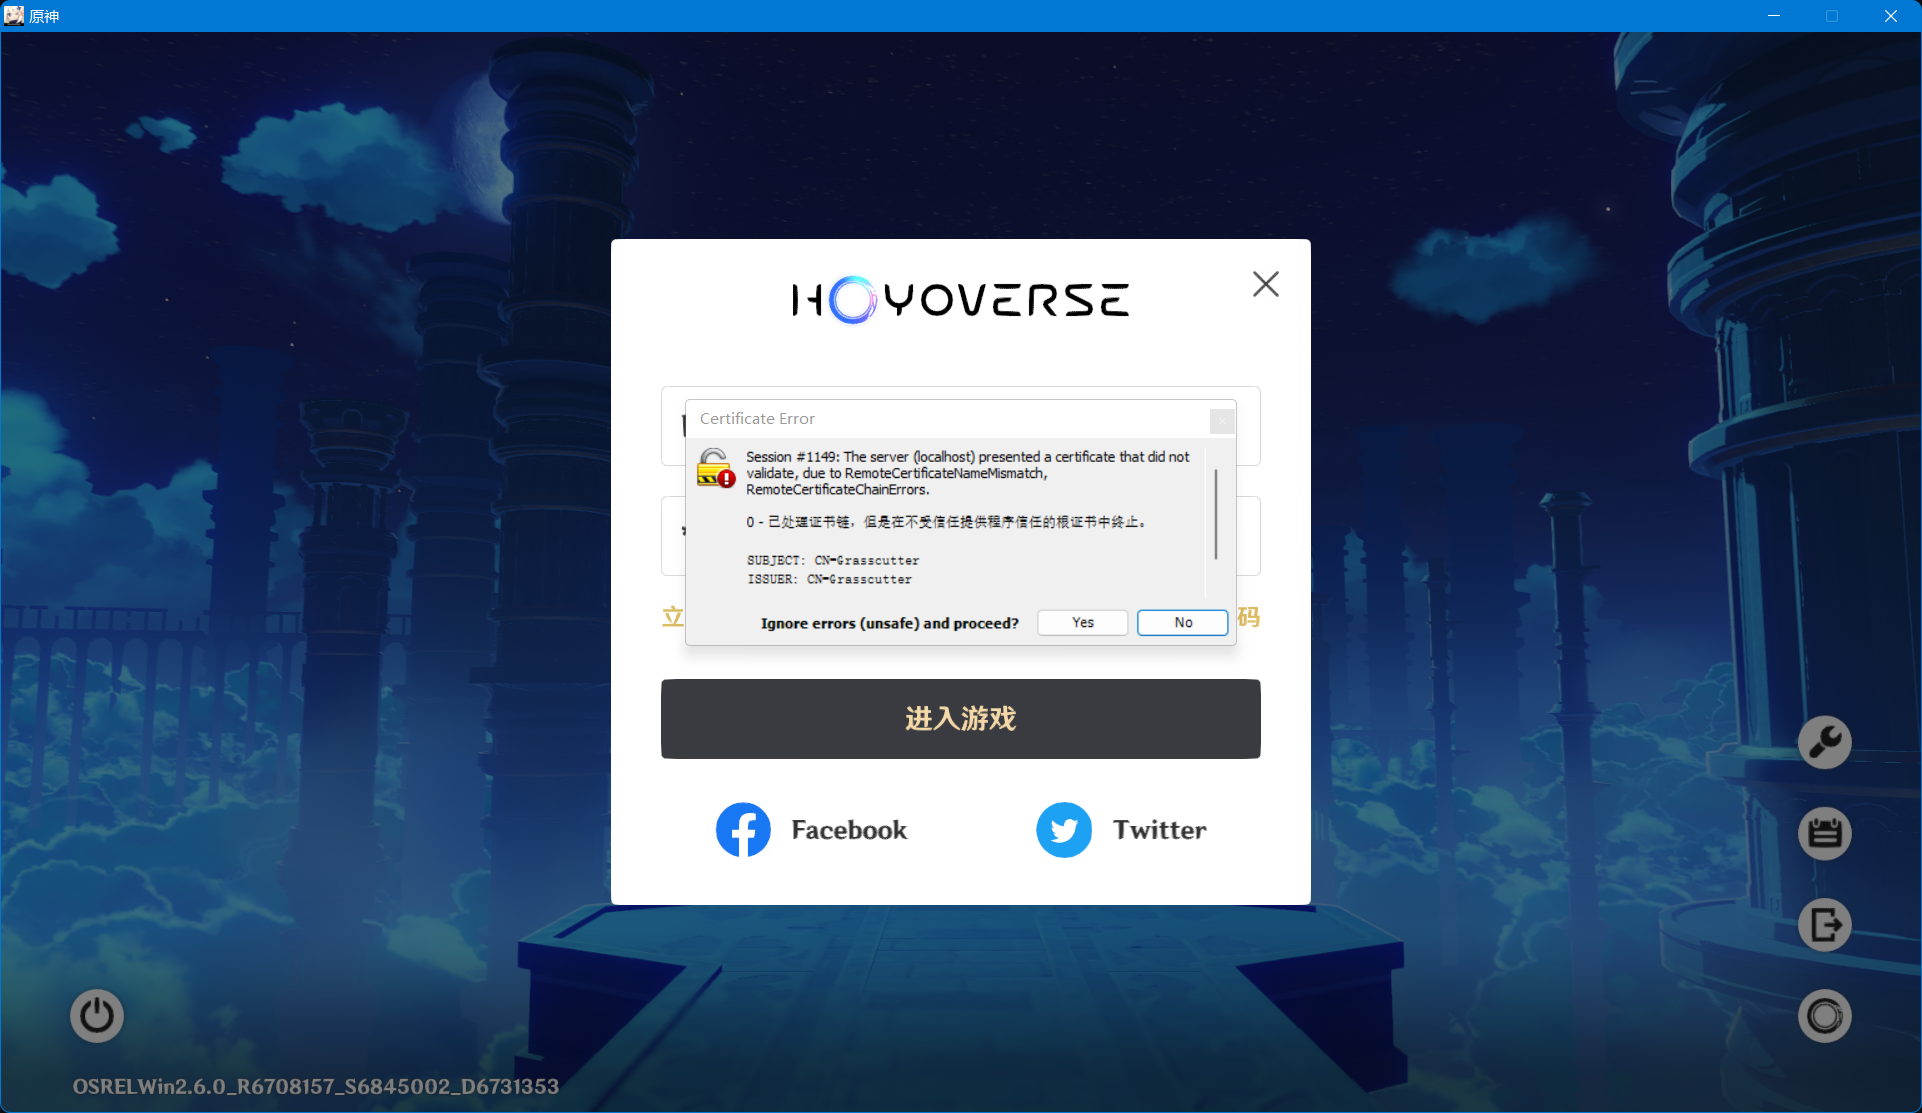 原神
HOYOVERSE
Certificate Error
Session #1149: The server (localhost) presented a certificate that did not
validate, due to RemoteCertificateNameMismatch,
RemoteCertificateChainErrors.
0 - 已处理证书链，但是在不受信任提供程序信任的根证书中终止。
SUBJECT: CN=Grasscutter
ISSUER: CN=Grasscutter
立
码
Ignore errors (unsafe) and proceed?
Yes
No
进入游戏
Facebook
Twitter
OSRELWin2.6.0_R6708157_S6845002_D6731353